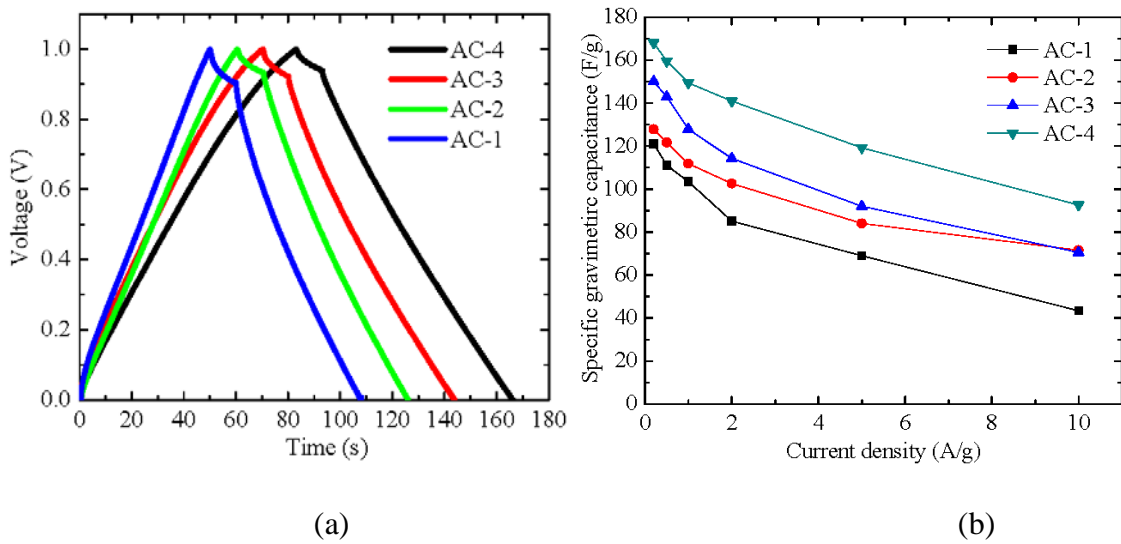 1.0
0.8
0.6
0.4
0.2
0.0
Voltage (V)
AC-4
AC-3
AC-2
AC-1
0 20 40 60 80 100 120 140 160 180
Time (s)
(a)
180
160
140
120
100
80
60
40
20
0
Specific gravimetirc capacitance (F/g)
AC-1
AC-2
AC-3
AC-4
0 2 4 6 8 10
Current density (A/g)
(b)